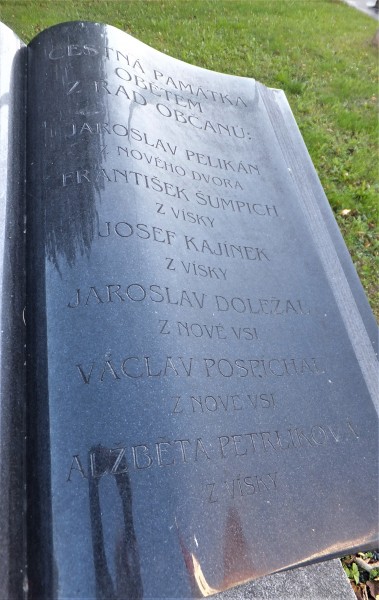 ČESTNÁ PAMÁTKA
OBĚTEM
Z ŘAD OBČANŮ:
JAROSLAV PELIKÁN
Z NOVÉHO DVORA
FRANTIŠEK ŠUMPICH
Z VÍSKY
JOSEF KAJÍNEK
Z VÍSKY
JAROSLAV DOLEŽAL
Z NOVÉ VSI
VÁCLAV POSPÍCHAL
Z NOVÉ VSI
ALŽBĚTA PETRLÍKOVÁ
Z VÍSKY